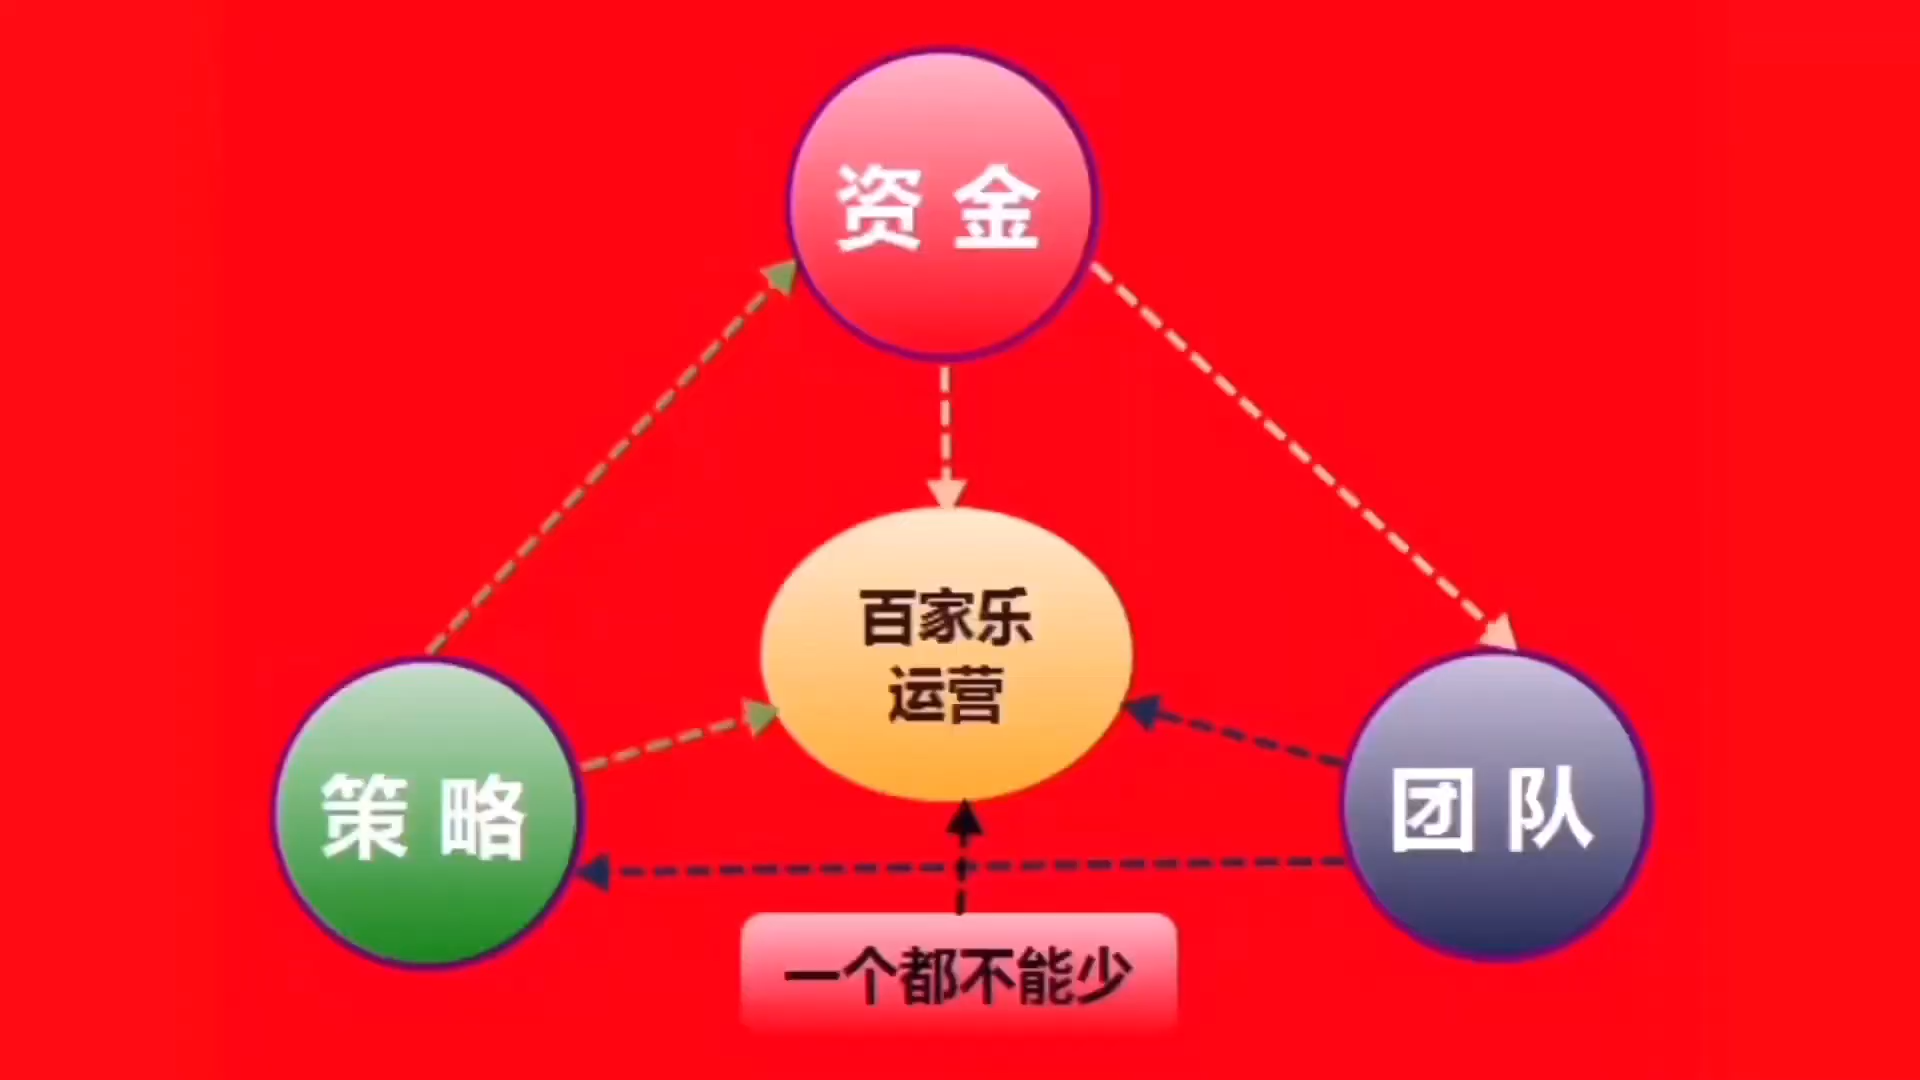 资金
百家乐
运营
策略
团队
一个都不能少